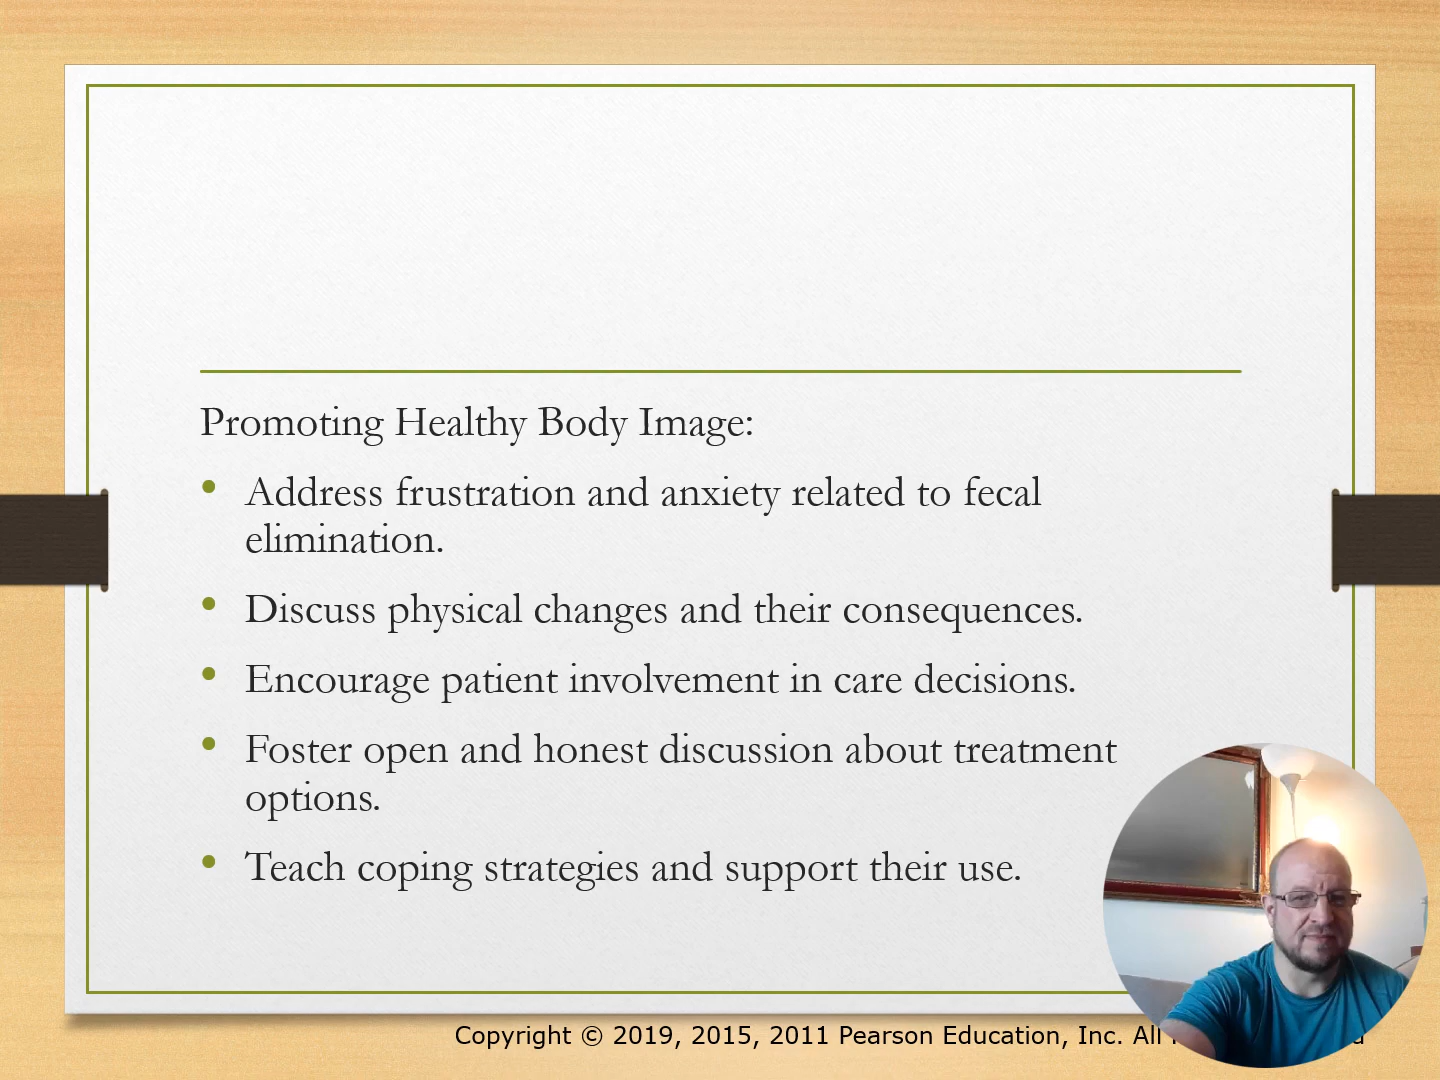 Promoting Healthy Body Image:
• Address frustration and anxiety related to fecal
elimination.
• Discuss physical changes and their consequences.
• Encourage patient involvement in care decisions.
• Foster open and honest discussion about treatment
options.
• Teach coping strategies and support their use.
Copyright © 2019, 2015, 2011 Pearson Education, Inc. All